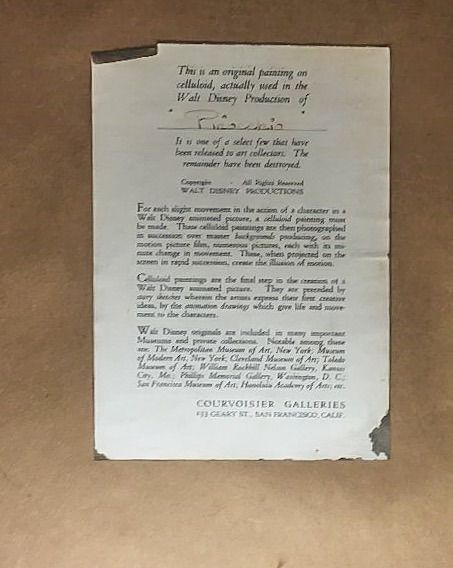 This is an original painting on
celluloid, actually used in the
Walt Disney Production of
" Pinocchio "
It is one of a select few that have
been released to art collectors. The
remainder have been destroyed.
Copyright - All Rights Reserved
WALT DISNEY PRODUCTIONS
For each slight movement in the action of a character in a
Walt Disney animated picture, a celluloid painting must
be made. These celluloid paintings are then photographed
in succession over master backgrounds producing, on the
motion picture film, numerous pictures, each with its mi-
nute change in movement. These, when projected on the
screen in rapid succession, create the illusion of motion.
Celluloid paintings are the final step in the creation of a
Walt Disney animated picture. They are preceded by
story sketches wherein the artists express their first creative
ideas, by the animation drawings which give life and move-
ment to the characters.
Walt Disney originals are included in many important
Museums and private collections. Notable among these
are: The Metropolitan Museum of Art, New York; Museum
of Modern Art, New York; Cleveland Museum of Art; Toledo
Museum of Art; William Rockhill Nelson Gallery, Kansas
City, Mo.; Phillips Memorial Gallery, Washington, D. C.;
San Francisco Museum of Art; Honolulu Academy of Arts; etc.
COURVOISIER GALLERIES
133 GEARY ST., SAN FRANCISCO, CALIF.